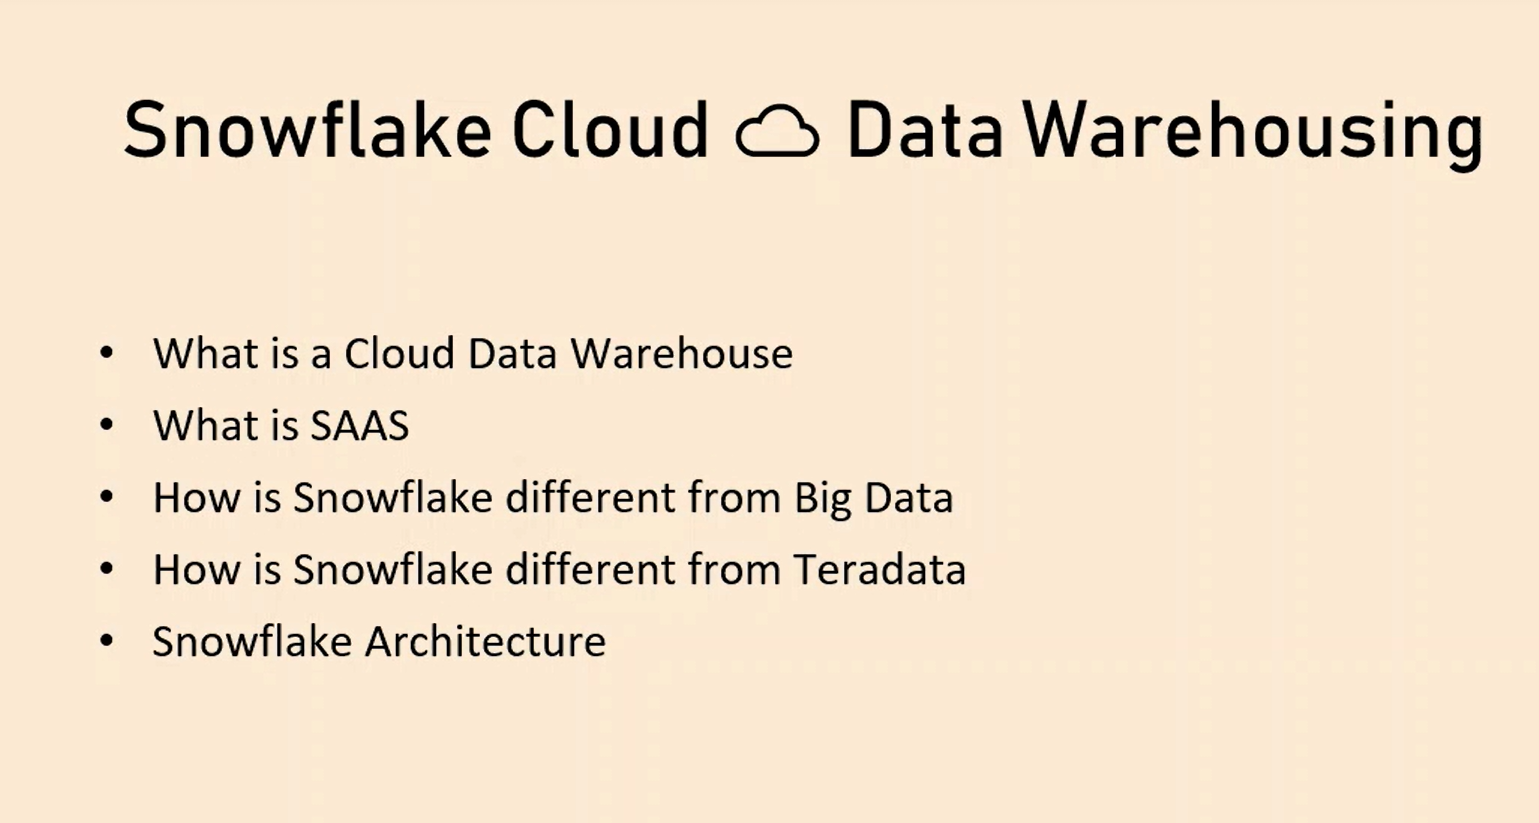 Snowflake Cloud Data Warehousing
• What is a Cloud Data Warehouse
• What is SAAS
• How is Snowflake different from Big Data
• How is Snowflake different from Teradata
• Snowflake Architecture